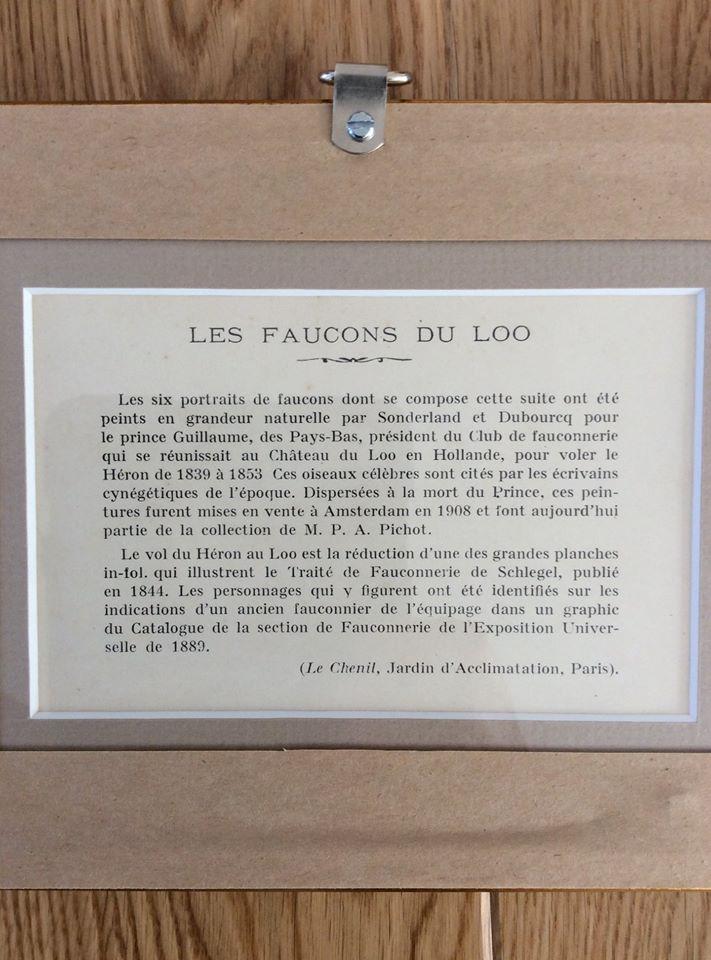 LES FAUCONS DU LOO
Les six portraits de faucons dont se compose cette suite ont été
peints en grandeur naturelle par Sonderland et Dubourcq pour
le prince Guillaume, des Pays-Bas, président du Club de fauconnerie
qui se réunissait au Château du Loo en Hollande, pour voler le
Héron de 1839 à 1853 Ces oiseaux célèbres sont cités par les écrivains
cynégétiques de l'époque. Dispersées à la mort du Prince, ces pein-
tures furent mises en vente à Amsterdam en 1908 et font aujourd'hui
partie de la collection de M. P. A. Pichot.
Le vol du Héron au Loo est la réduction d'une des grandes planches
in-fol. qui illustrent le Traité de Fauconnerie de Schlegel, publié
en 1844. Les personnages qui y figurent ont été identifiés sur les
indications d'un ancien fauconnier de l'équipage dans un graphic
du Catalogue de la section de Fauconnerie de l'Exposition Univer-
selle de 1889.
(Le Chenil, Jardin d'Acclimatation, Paris).